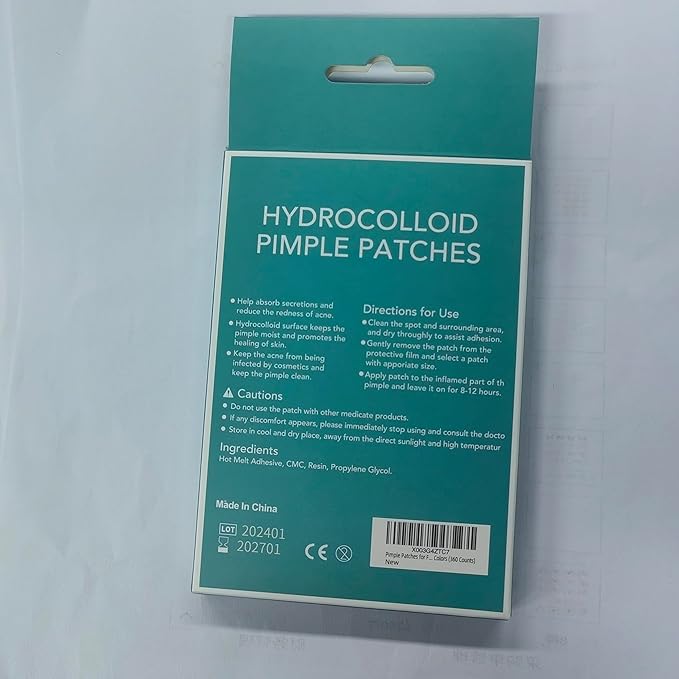 HYDROCOLLOID
PIMPLE PATCHES
● Help absorb secretions and
reduce the redness of acne.
● Hydrocolloid surface keeps the
pimple moist and promotes the
healing of skin.
● Keep the acne from being
infected by cosmetics and
keep the pimple clean.
Directions for Use
● Clean the spot and surrounding area,
and dry throughly to assist adhesion.
● Gently remove the patch from the
protective film and select a patch
with apporiate size.
● Apply patch to the inflamed part of th
pimple and leave it on for 8-12 hours.
Cautions
● Do not use the patch with other medicate products.
● If any discomfort appears, please immediately stop using and consult the docto
● Store in cool and dry place, away from the direct sunlight and high temperatur
Ingredients
Hot Melt Adhesive, CMC, Resin, Propylene Glycol.
Made In China
LOT 202401
202701
CE
X003G4ZTC7
Pimple Patches for F... Colors (360 Counts)
New